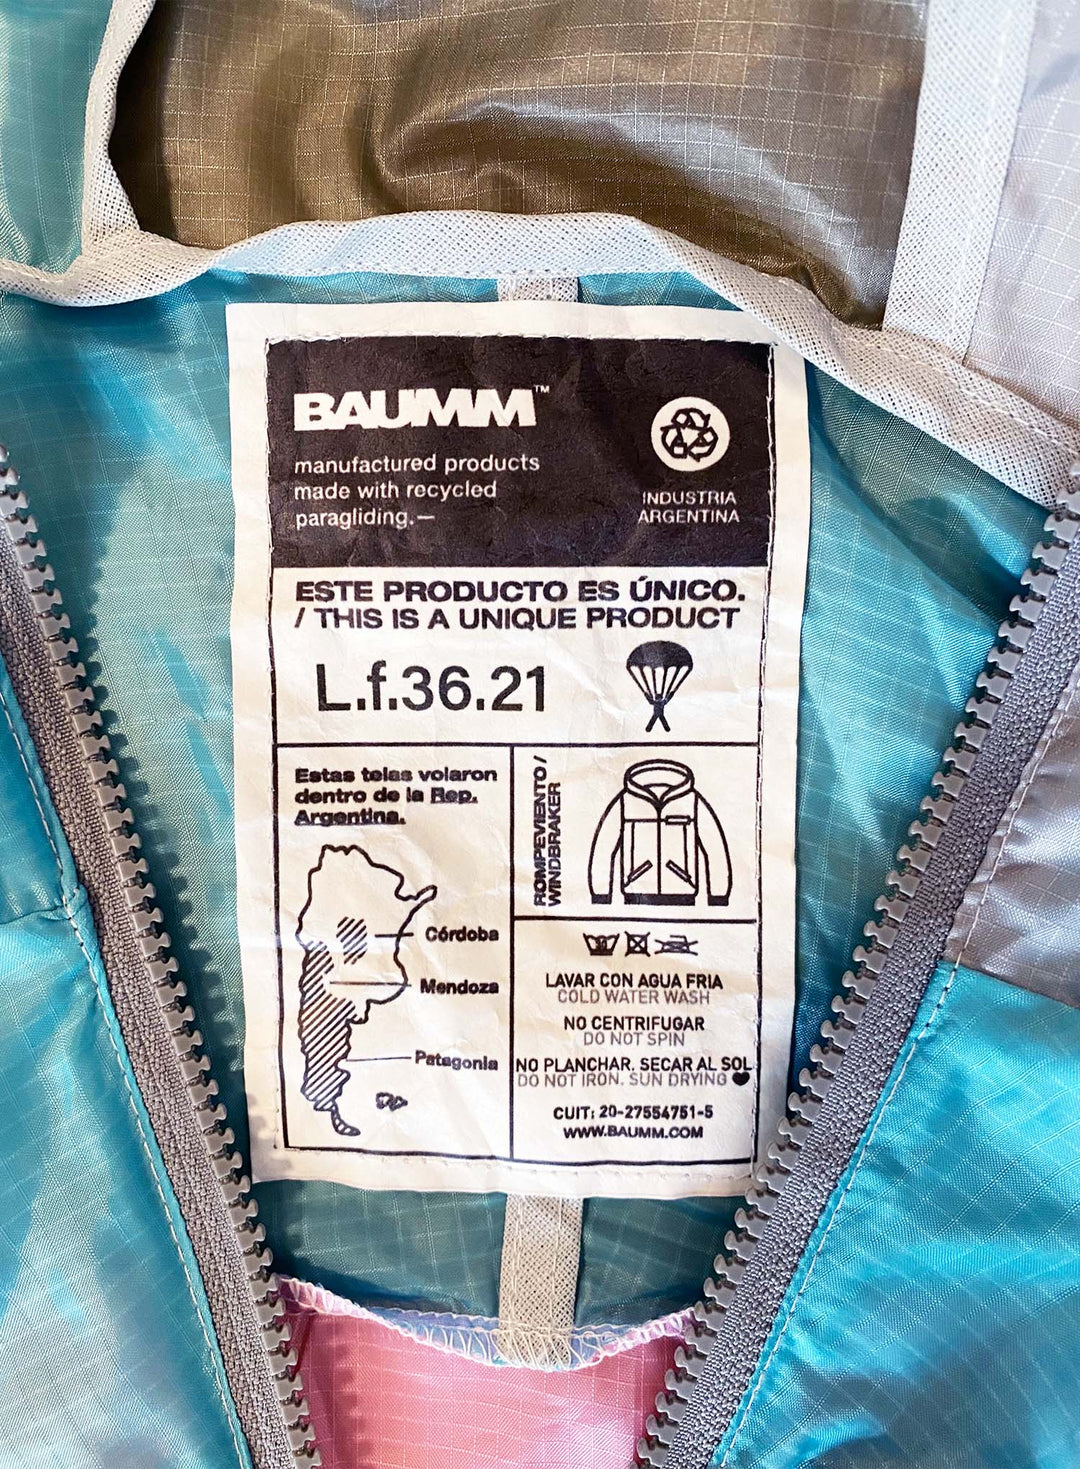 BAUMM™
manufactured products
made with recycled
paragliding.—
INDUSTRIA
ARGENTINA
ESTE PRODUCTO ES ÚNICO.
/ THIS IS A UNIQUE PRODUCT
L.f.36.21
Estas telas volaron
dentro de la Rep.
Argentina.
Córdoba
Mendoza
Patagonia
ROMPEVIENTO /
WINDBREAKER
LAVAR CON AGUA FRIA
COLD WATER WASH
NO CENTRIFUGAR
DO NOT SPIN
NO PLANCHAR. SECAR AL SOL
DO NOT IRON. SUN DRYING
CUIT: 20-27554751-5
WWW.BAUMM.COM